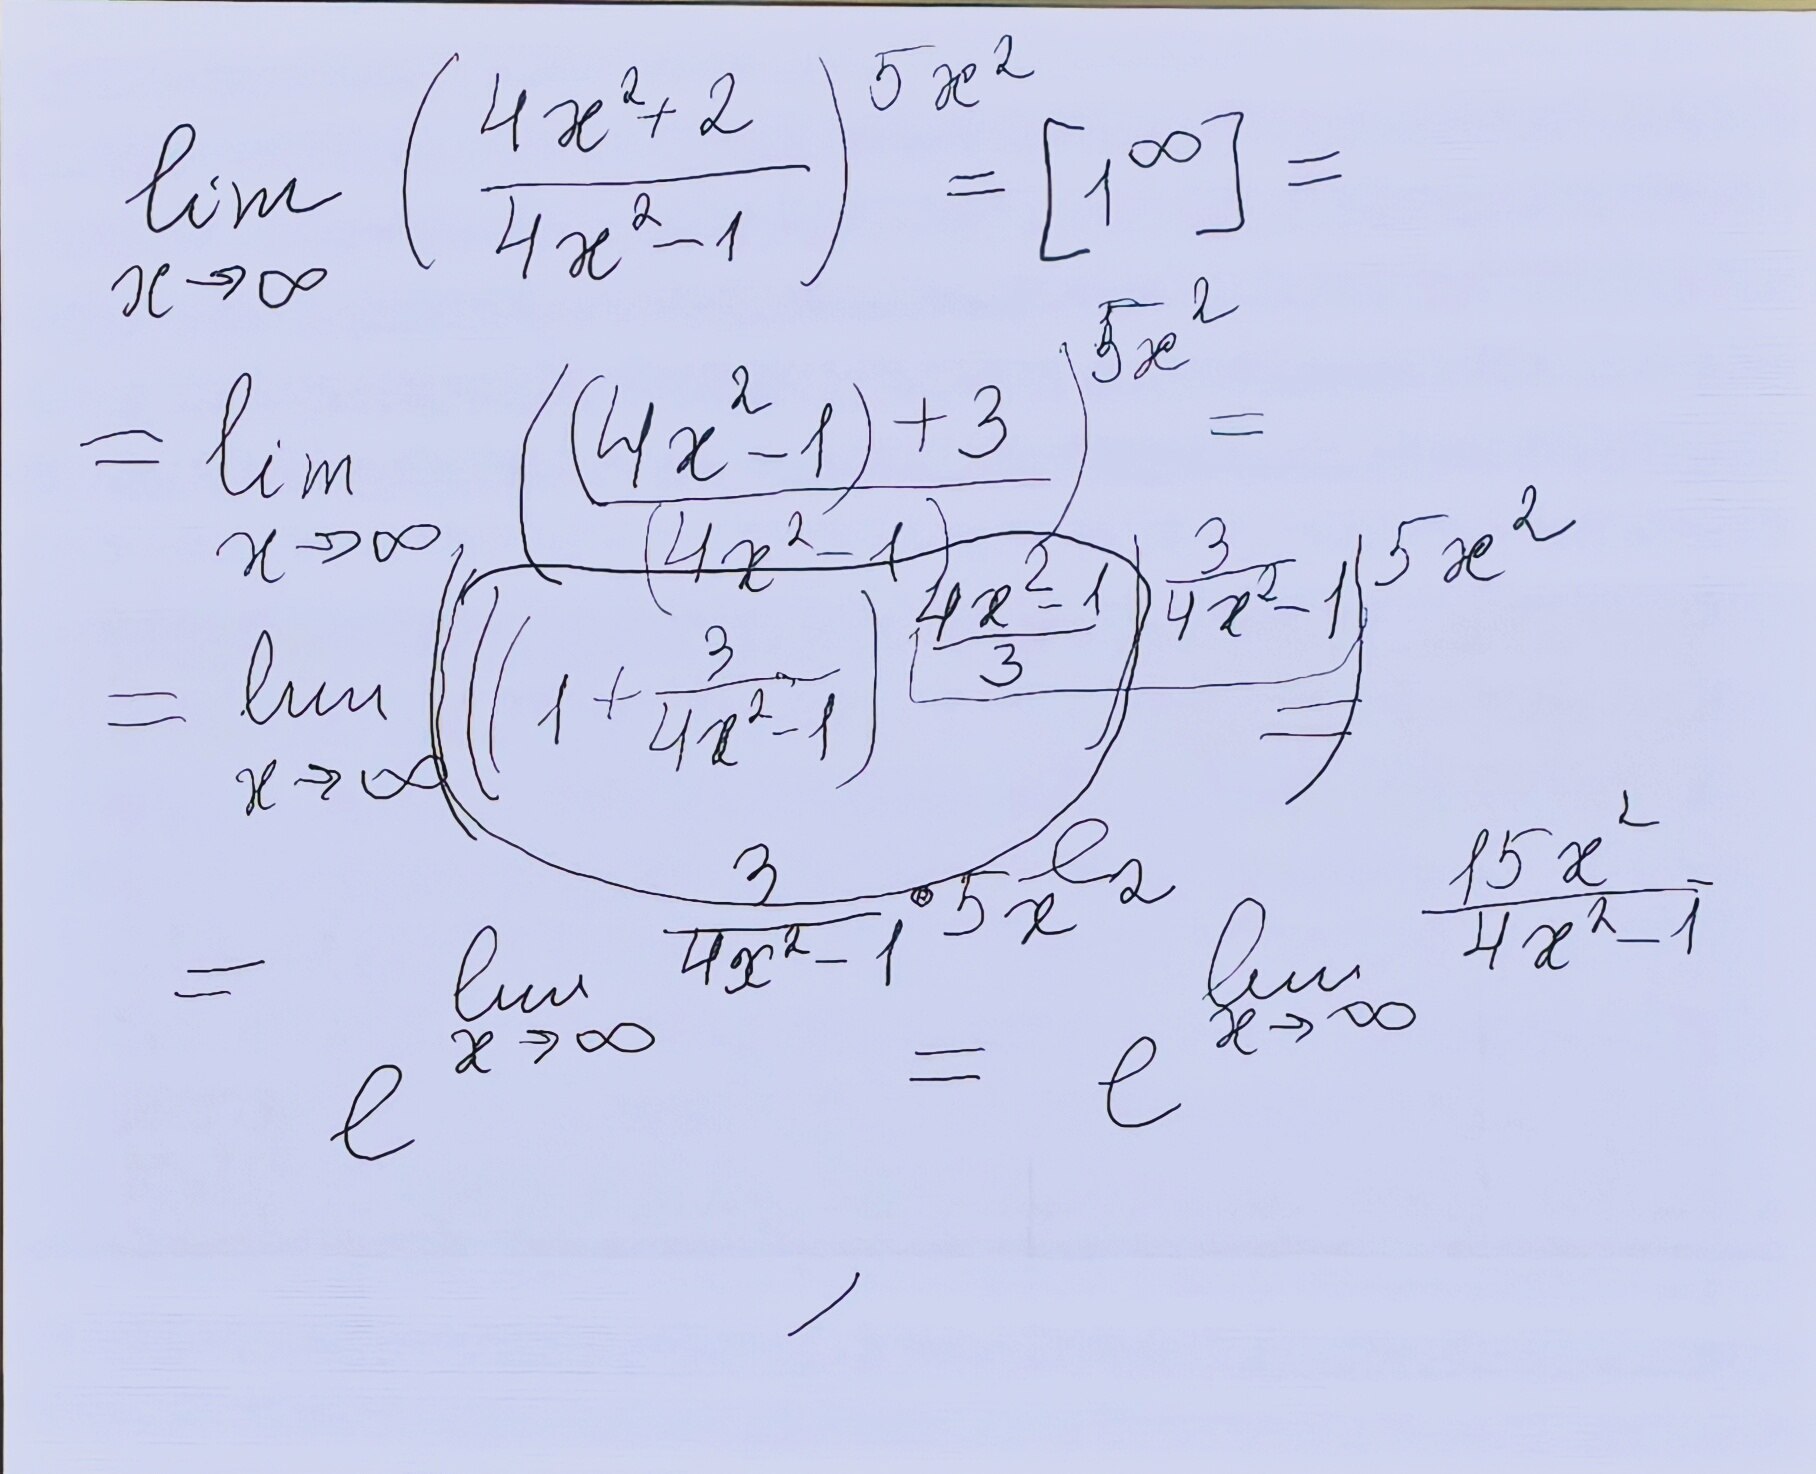 lim x→∞ ((4x²+2)/(4x²−1))^(5x²) = [1^∞] =
= lim x→∞ (((4x²−1)+3)/(4x²−1))^(5x²) =
= lim x→∞ (((1+3/(4x²−1))^((4x²−1)/3))^(3/(4x²−1)))^(5x²) =
e
= e^(lim x→∞ 3/(4x²−1) · 5x²) = e^(lim x→∞ 15x²/(4x²−1))